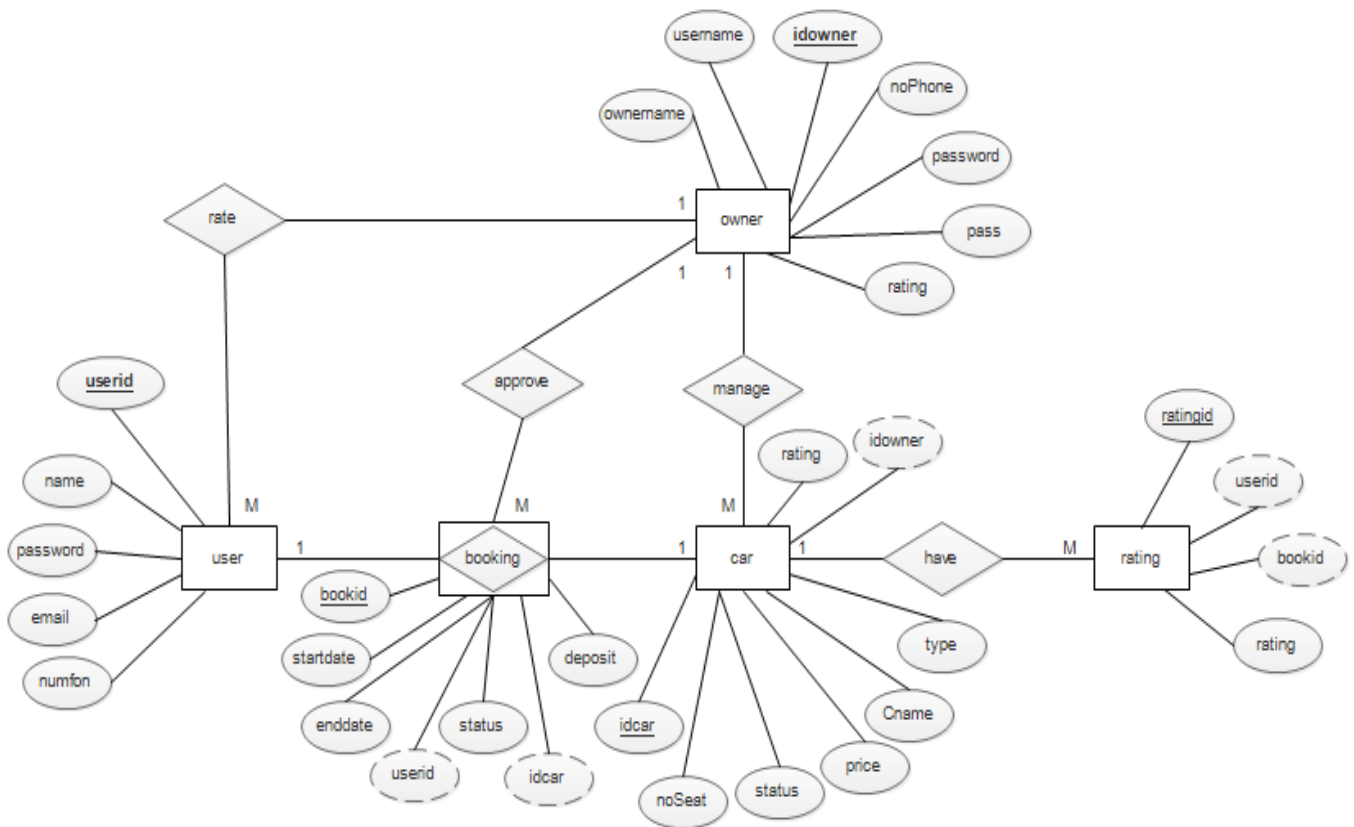 username
idowner
noPhone
ownername
password
rate
1
owner
pass
1
1
rating
userid
approve
manage
ratingid
idowner
rating
name
userid
M
M
M
password
user
1
booking
1
car
1
have
M
rating
bookid
bookid
email
startdate
deposit
type
rating
numfon
enddate
status
idcar
Cname
userid
idcar
price
noSeat
status